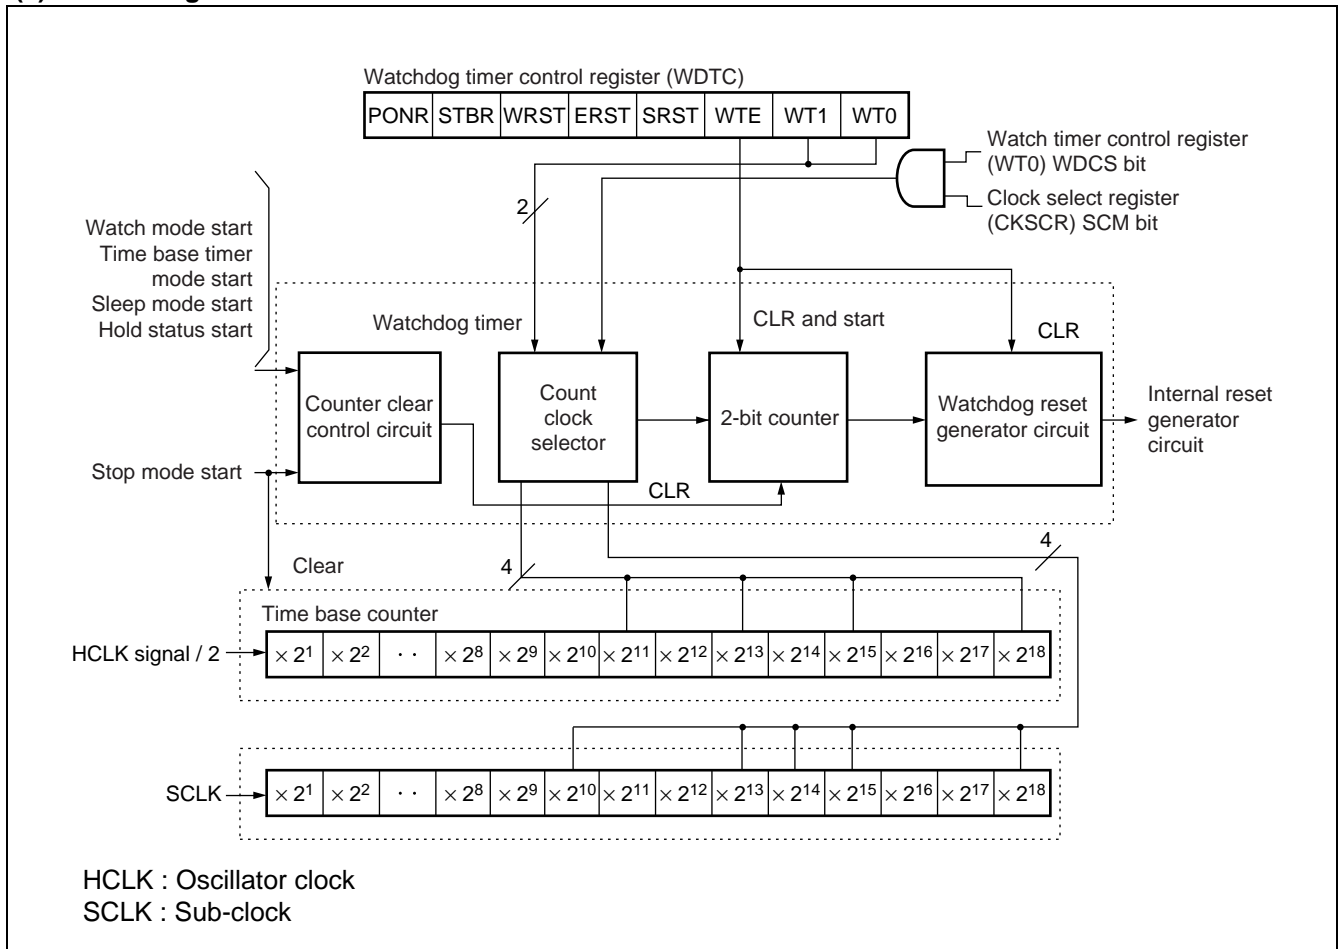 Watchdog timer control register (WDTC)
PONR STBR WRST ERST SRST WTE WT1 WT0
Watch timer control register
(WT0) WDCS bit
Clock select register
(CKSCR) SCM bit
2
Watch mode start
Time base timer
mode start
Sleep mode start
Hold status start
Watchdog timer
CLR and start
CLR
Counter clear
control circuit
Count
clock
selector
2-bit counter
Watchdog reset
generator circuit
Internal reset
generator
circuit
Stop mode start
CLR
4
4
Clear
Time base counter
HCLK signal / 2
× 2¹ × 2² · · × 2⁸ × 2⁹ × 2¹⁰ × 2¹¹ × 2¹² × 2¹³ × 2¹⁴ × 2¹⁵ × 2¹⁶ × 2¹⁷ × 2¹⁸
SCLK
× 2¹ × 2² · · × 2⁸ × 2⁹ × 2¹⁰ × 2¹¹ × 2¹² × 2¹³ × 2¹⁴ × 2¹⁵ × 2¹⁶ × 2¹⁷ × 2¹⁸
HCLK : Oscillator clock
SCLK : Sub-clock